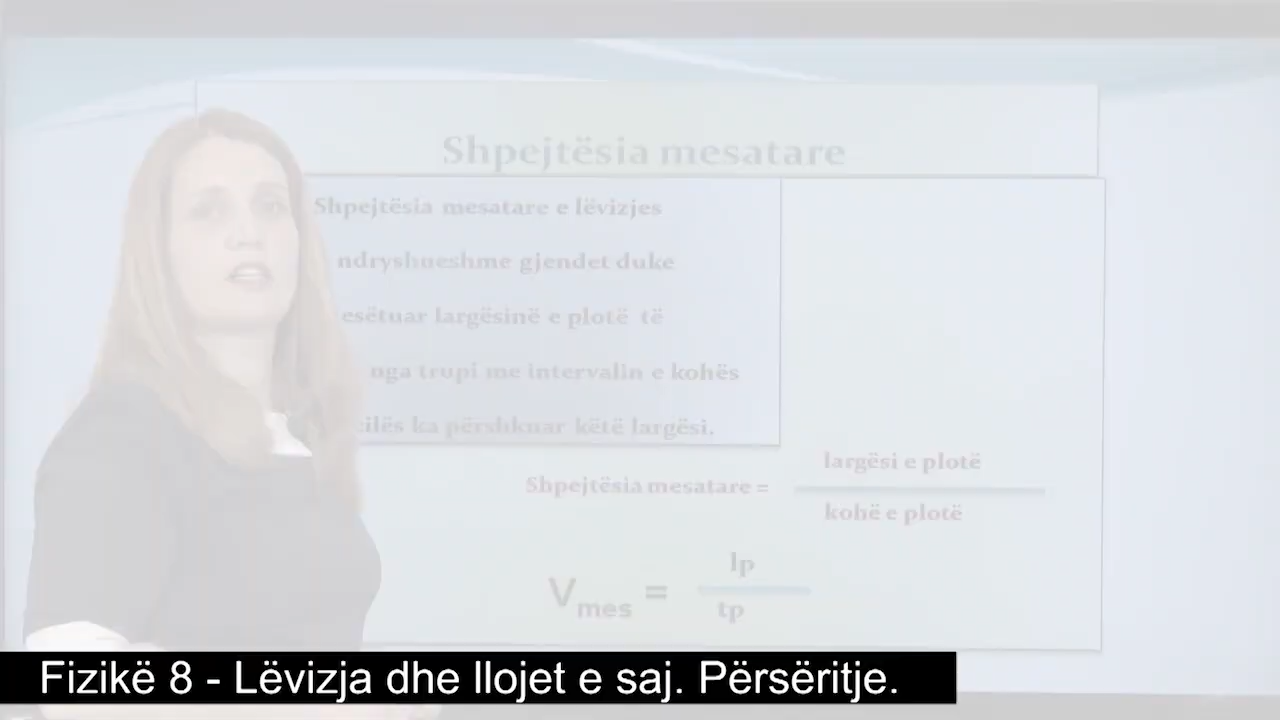 Shpejtësia mesatare
Shpejtësia mesatare e lëvizjes
ndryshueshme gjendet duke
esëtuar largësinë e plotë të
nga trupi me intervalin e kohës
cilës ka përshkuar këtë largësi.
largësi e plotë
Shpejtësia mesatare =
kohë e plotë
lp
Vmes =
tp
Fizikë 8 - Lëvizja dhe llojet e saj. Përsëritje.